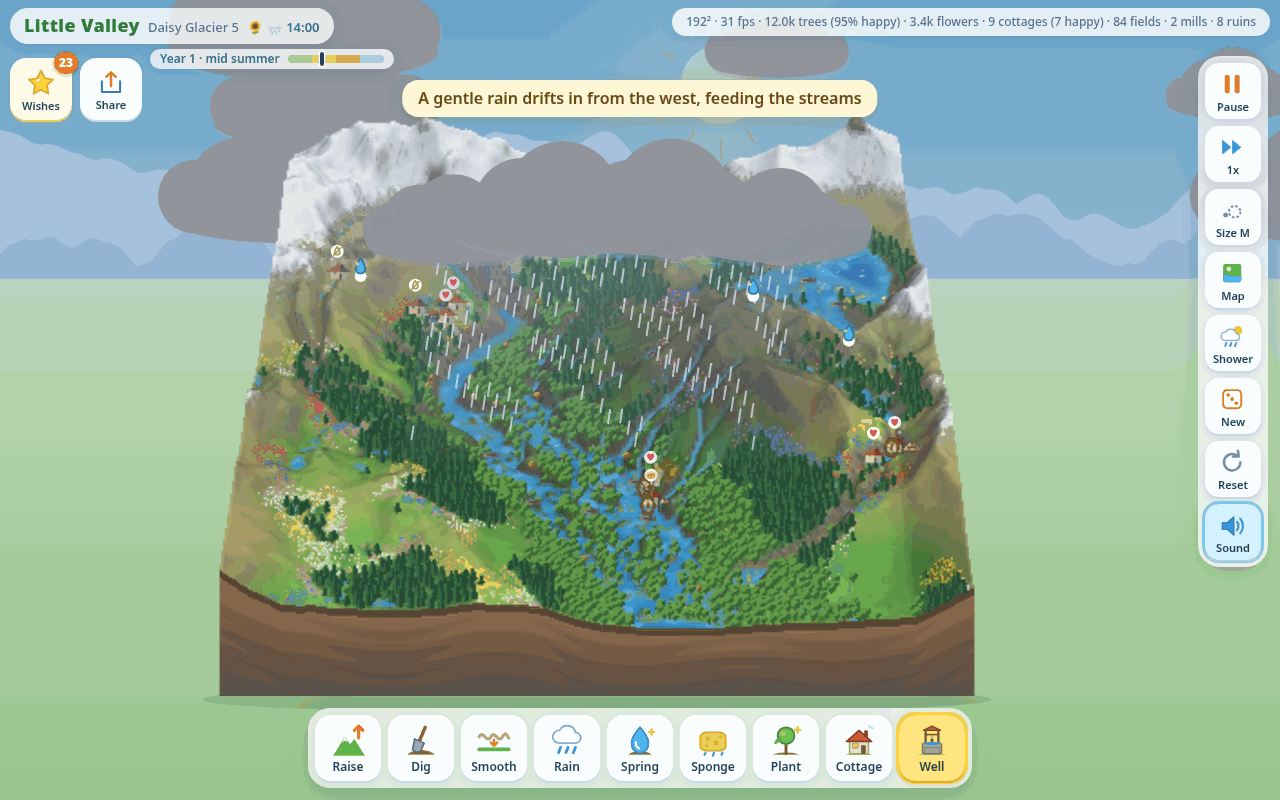 Little Valley Daisy Glacier 5 14:00
192² · 31 fps · 12.0k trees (95% happy) · 3.4k flowers · 9 cottages (7 happy) · 84 fields · 2 mills · 8 ruins
Year 1 · mid summer
23
Wishes
Share
A gentle rain drifts in from the west, feeding the streams
Pause
1x
Size M
Map
Shower
New
Reset
Sound
Raise
Dig
Smooth
Rain
Spring
Sponge
Plant
Cottage
Well